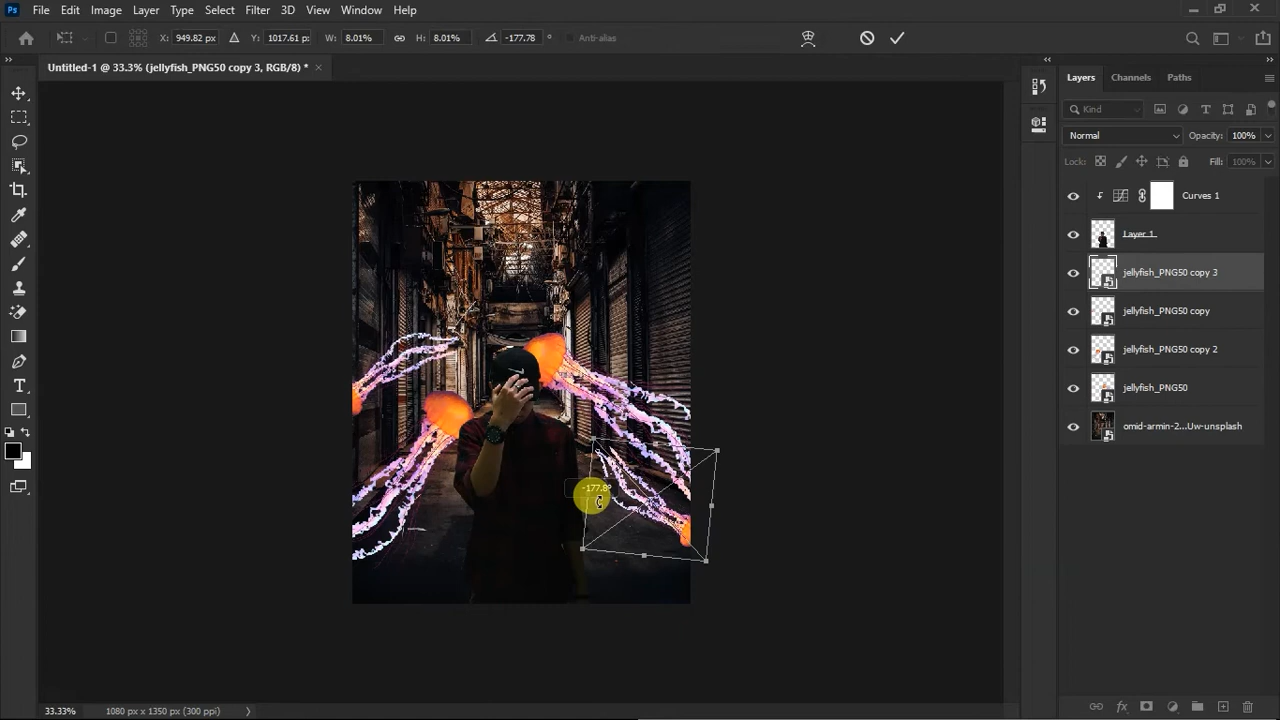 Ps File Edit Image Layer Type Select Filter 3D View Window Help
X: 949.82 px Y: 1017.61 p: W: 8.01% H: 8.01% -177.78 ° Anti-alias
Untitled-1 @ 33.3% (jellyfish_PNG50 copy 3, RGB/8) * ×
Layers Channels Paths
Kind
Normal Opacity: 100%
Lock: Fill: 100%
Curves 1
Layer 1
jellyfish_PNG50 copy 3
jellyfish_PNG50 copy
jellyfish_PNG50 copy 2
jellyfish_PNG50
omid-armin-2...Uw-unsplash
-177.8°
33.33% 1080 px x 1350 px (300 ppi)